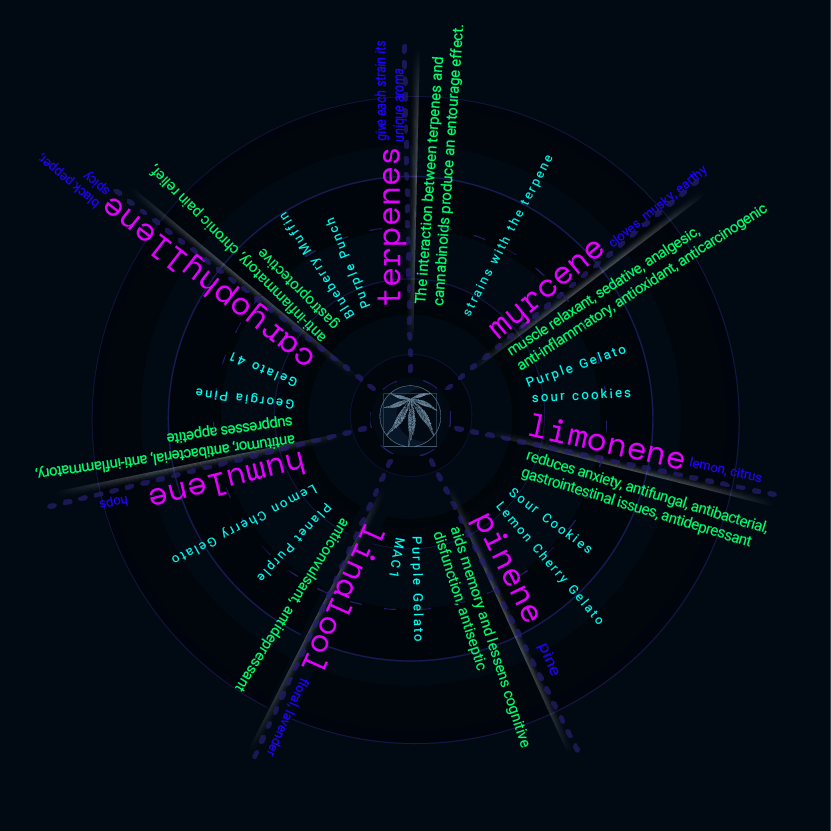 terpenes
give each strain its
unique aroma
The interaction between terpenes and
cannabinoids produce an entourage effect.
strains with the terpene
myrcene
cloves, musky, earthy
muscle relaxant, sedative, analgesic,
anti-inflammatory, antioxidant, anticarcinogenic
Purple Gelato
sour cookies
limonene
lemon, citrus
reduces anxiety, antifungal, antibacterial,
gastrointestinal issues, antidepressant
Sour Cookies
Lemon Cherry Gelato
pinene
pine
aids memory and lessens cognitive
disfunction, antiseptic
Purple Gelato
MAC1
linalool
floral, lavender
anticonvulsant, antidepressant
Planet Purple
Lemon Cherry Gelato
humulene
hops
antitumor, antibacterial, anti-inflammatory,
suppresses appetite
Georgia Pine
Gelato 41
caryophyllene
black pepper,
spicy
anti-inflammatory, chronic pain relief,
gastroprotective
Blueberry Muffin
Purple Punch